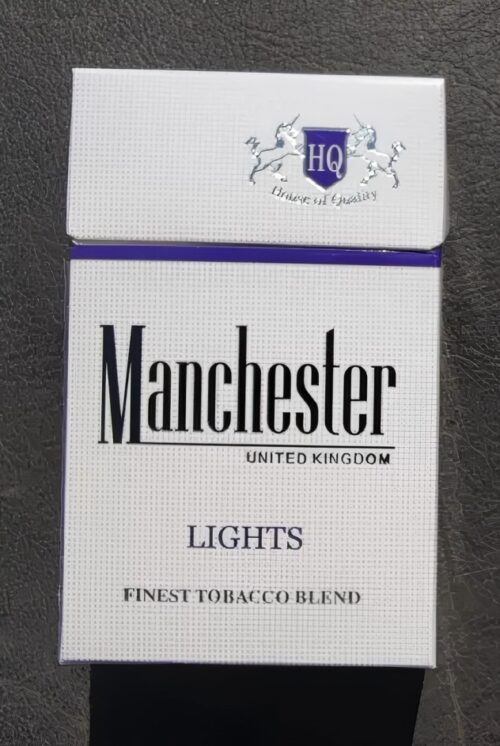 HQ
House of Quality
Manchester
UNITED KINGDOM
LIGHTS
FINEST TOBACCO BLEND